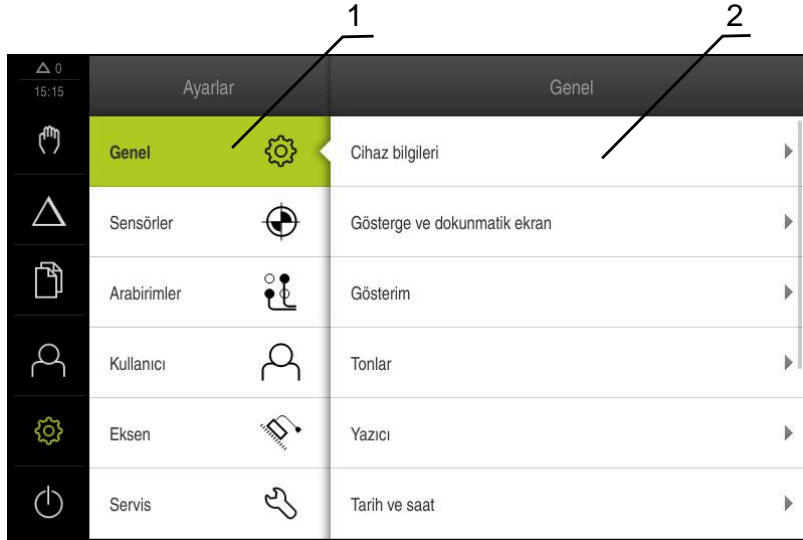 1
2
0
15:15
Ayarlar
Genel
Genel
Cihaz bilgileri
Sensörler
Gösterge ve dokunmatik ekran
Arabirimler
Gösterim
Kullanıcı
Tonlar
Eksen
Yazıcı
Servis
Tarih ve saat